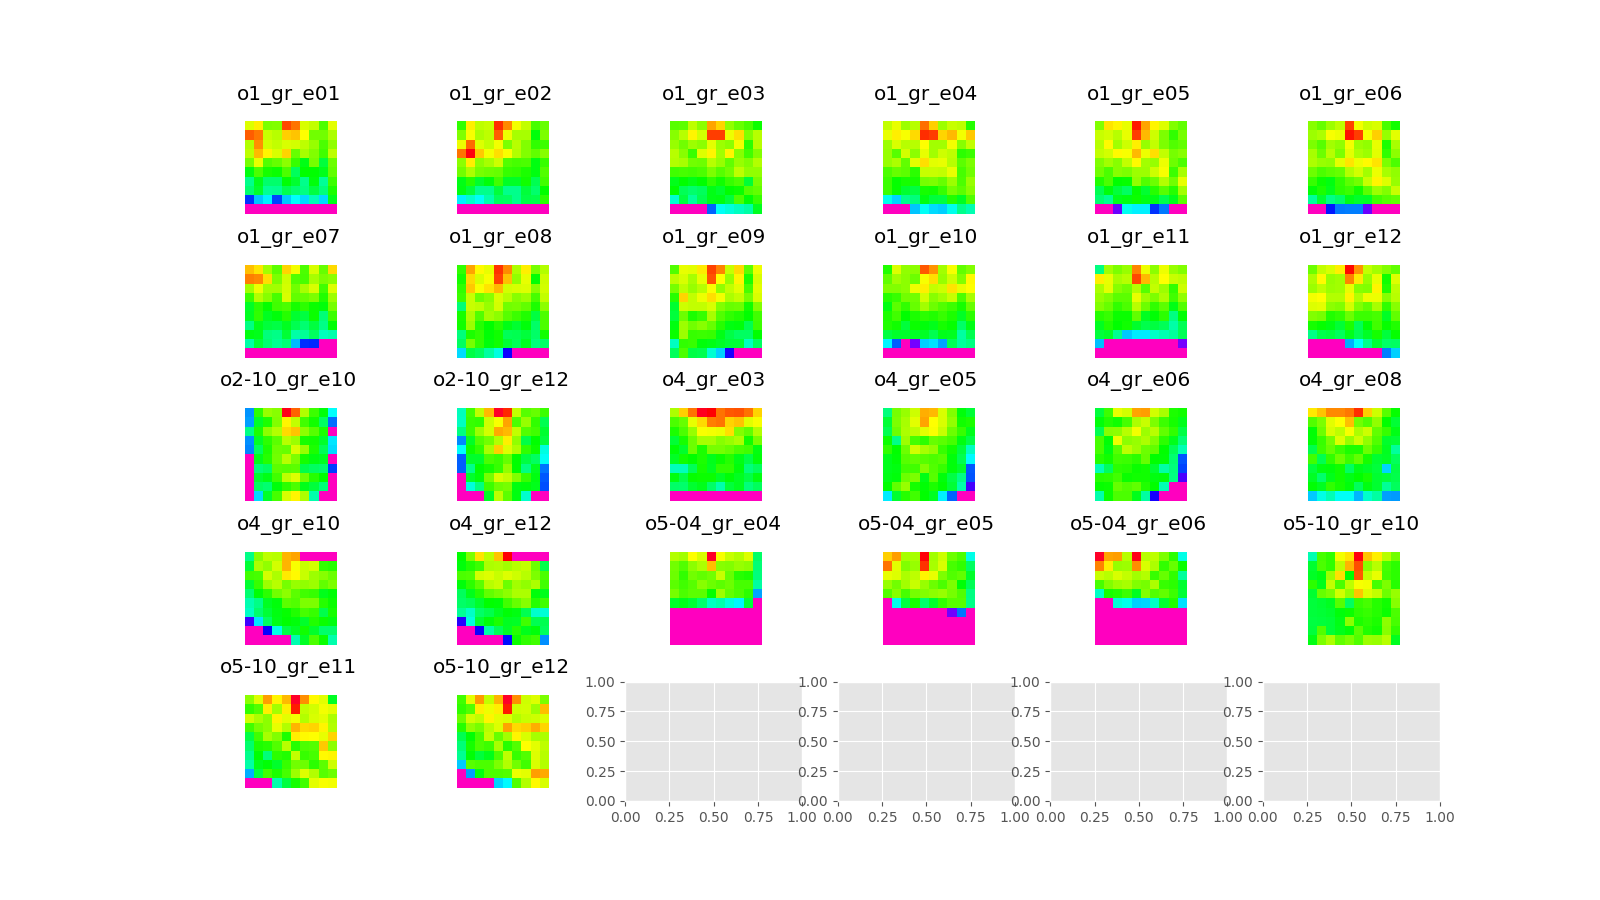 o1_gr_e01 o1_gr_e02 o1_gr_e03 o1_gr_e04 o1_gr_e05 o1_gr_e06
o1_gr_e07 o1_gr_e08 o1_gr_e09 o1_gr_e10 o1_gr_e11 o1_gr_e12
o2-10_gr_e10 o2-10_gr_e12 o4_gr_e03 o4_gr_e05 o4_gr_e06 o4_gr_e08
o4_gr_e10 o4_gr_e12 o5-04_gr_e04 o5-04_gr_e05 o5-04_gr_e06 o5-10_gr_e10
o5-10_gr_e11 o5-10_gr_e12
1.00 1.00 1.00 1.00
0.75 0.75 0.75 0.75
0.50 0.50 0.50 0.50
0.25 0.25 0.25 0.25
0.00 0.00 0.00 0.00
0.00 0.25 0.50 0.75 1.00 0.00 0.25 0.50 0.75 1.00 0.00 0.25 0.50 0.75 1.00 0.00 0.25 0.50 0.75 1.00